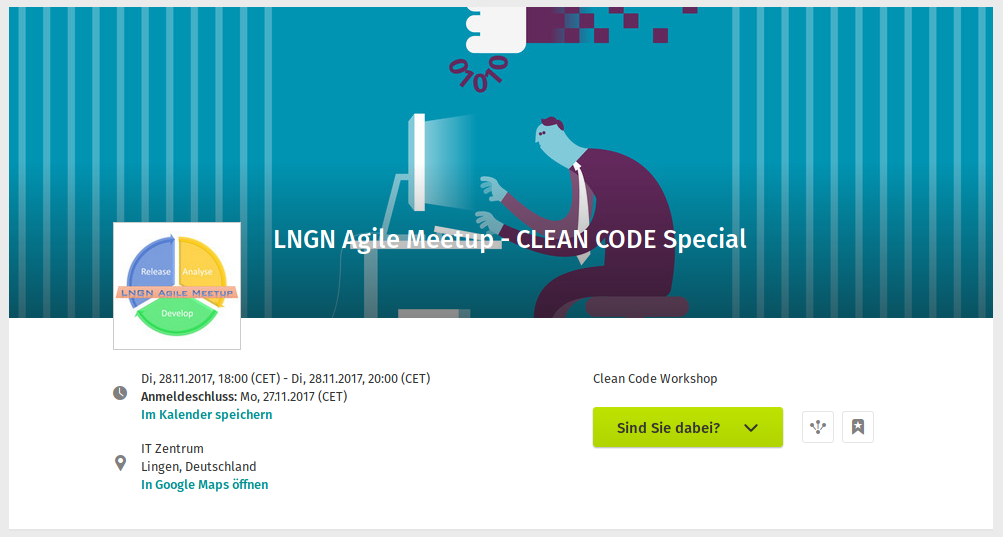 01010
LNGN Agile Meetup - CLEAN CODE Special
Release
Analyse
LNGN AGILE MEETUP
Develop
Di, 28.11.2017, 18:00 (CET) - Di, 28.11.2017, 20:00 (CET)
Anmeldeschluss: Mo, 27.11.2017 (CET)
Im Kalender speichern
IT Zentrum
Lingen, Deutschland
In Google Maps öffnen
Clean Code Workshop
Sind Sie dabei?